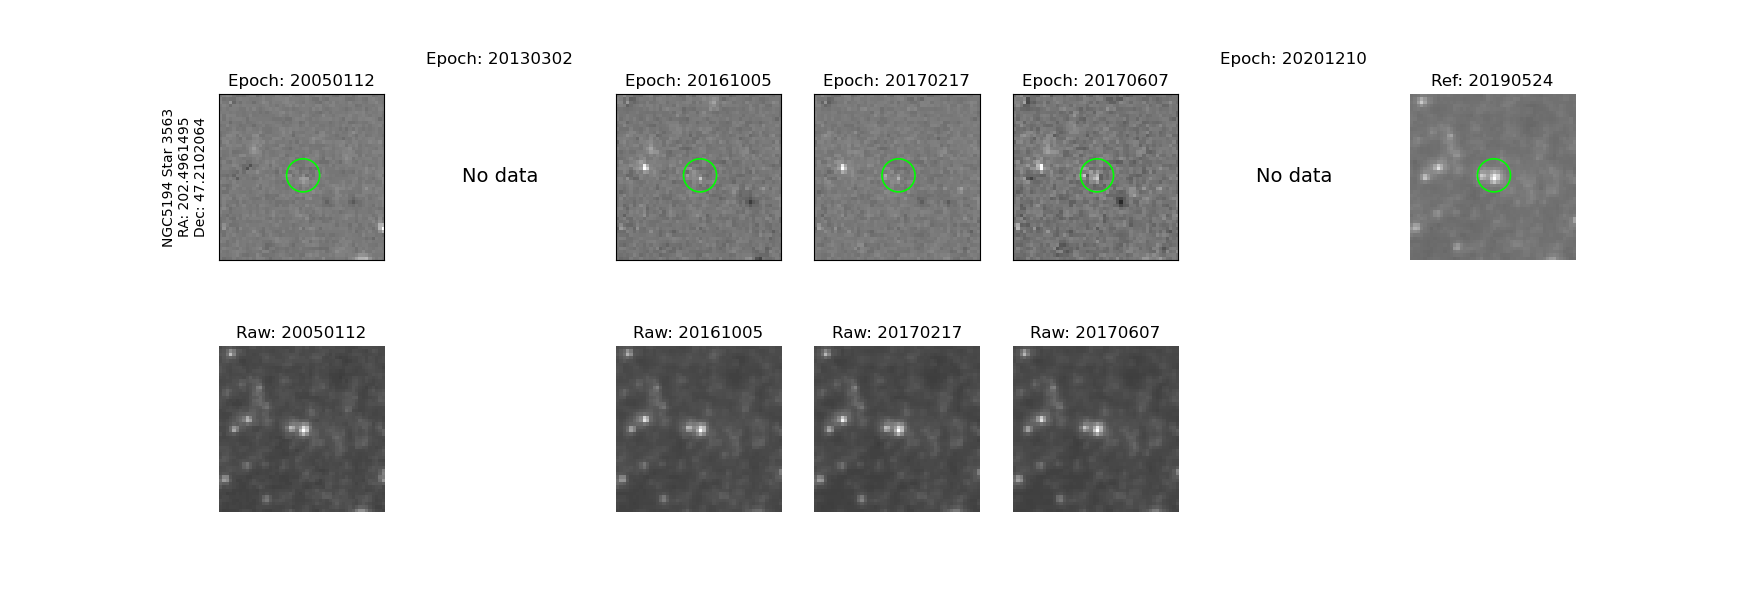 NGC5194 Star 3563
RA: 202.4961495
Dec: 47.2102064
Epoch: 20050112
Epoch: 20130302
No data
Epoch: 20161005
Epoch: 20170217
Epoch: 20170607
Epoch: 20201210
No data
Ref: 20190524
Raw: 20050112
Raw: 20161005
Raw: 20170217
Raw: 20170607